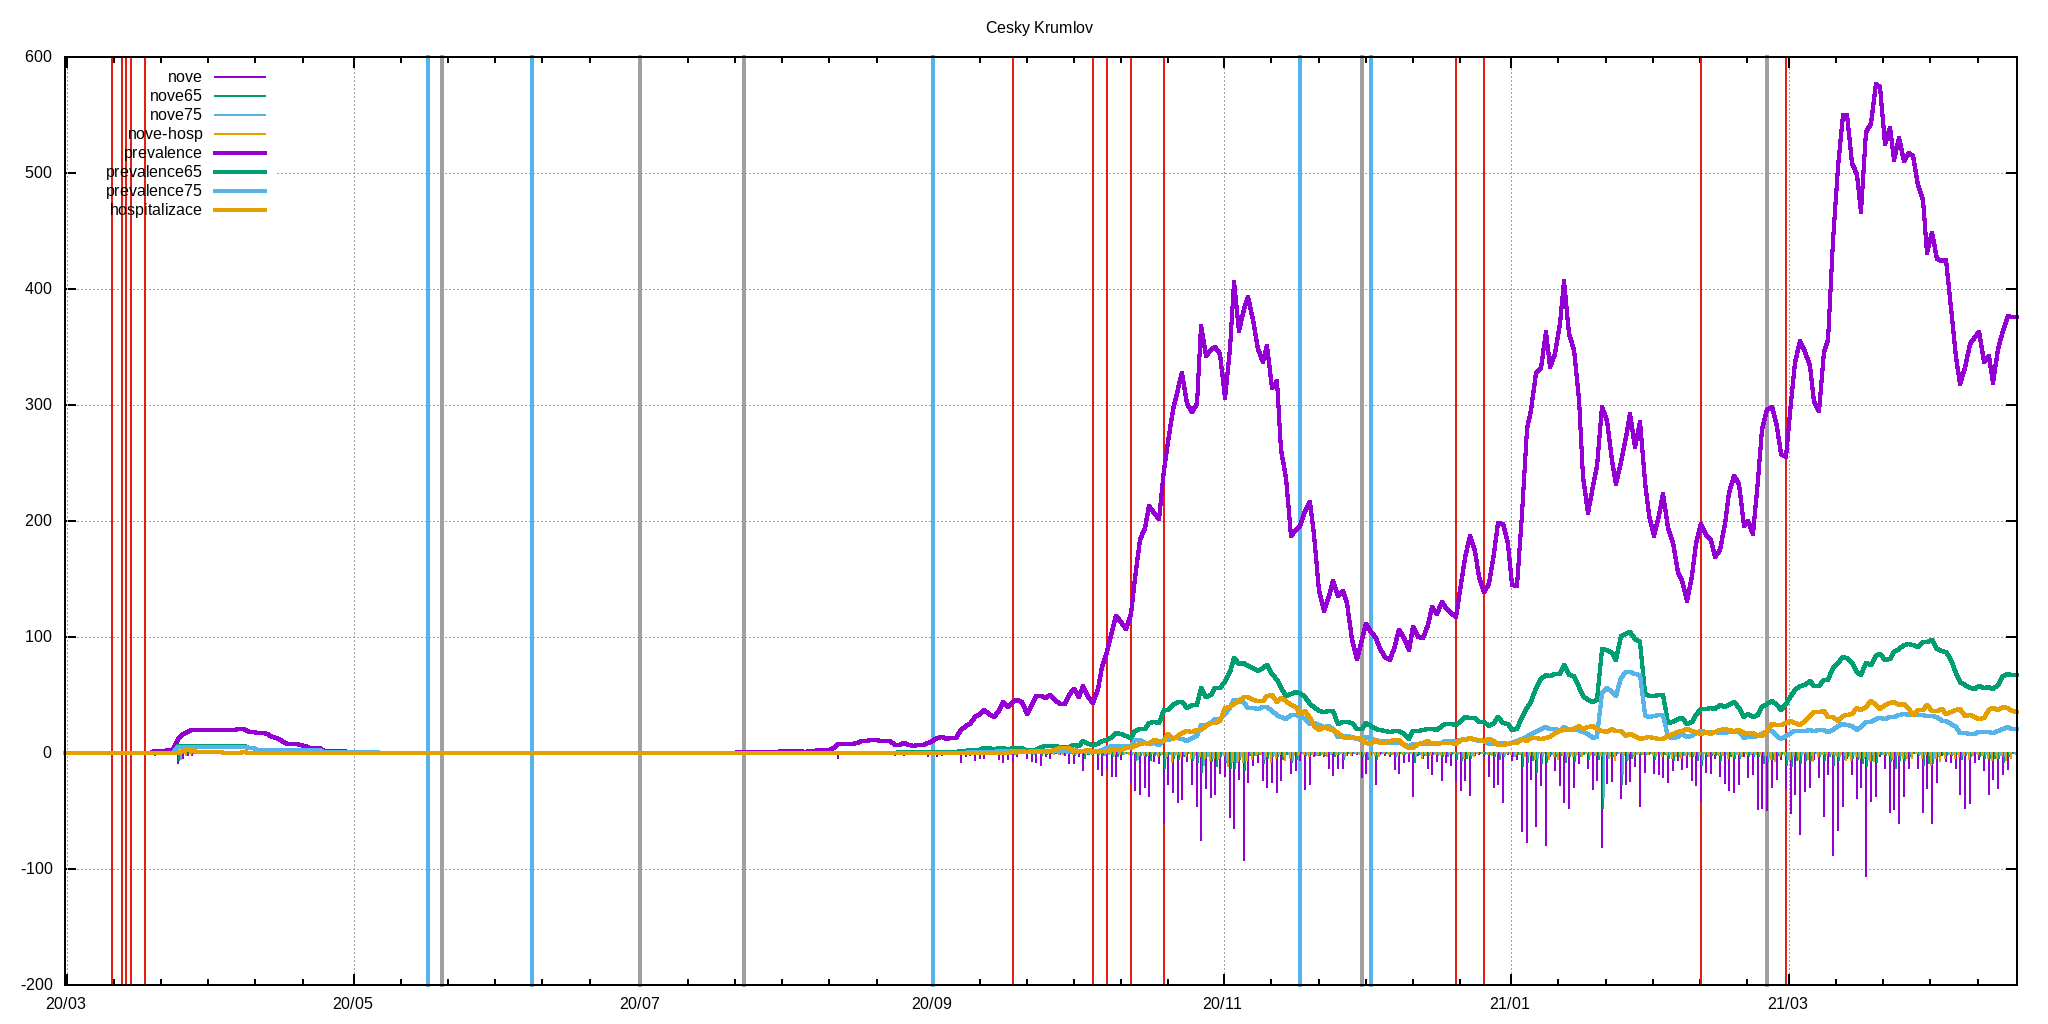 Cesky Krumlov
600
500
400
300
200
100
0
-100
-200
nove
nove65
nove75
nove-hosp
prevalence
prevalence65
prevalence75
hospitalizace
20/03 20/05 20/07 20/09 20/11 21/01 21/03